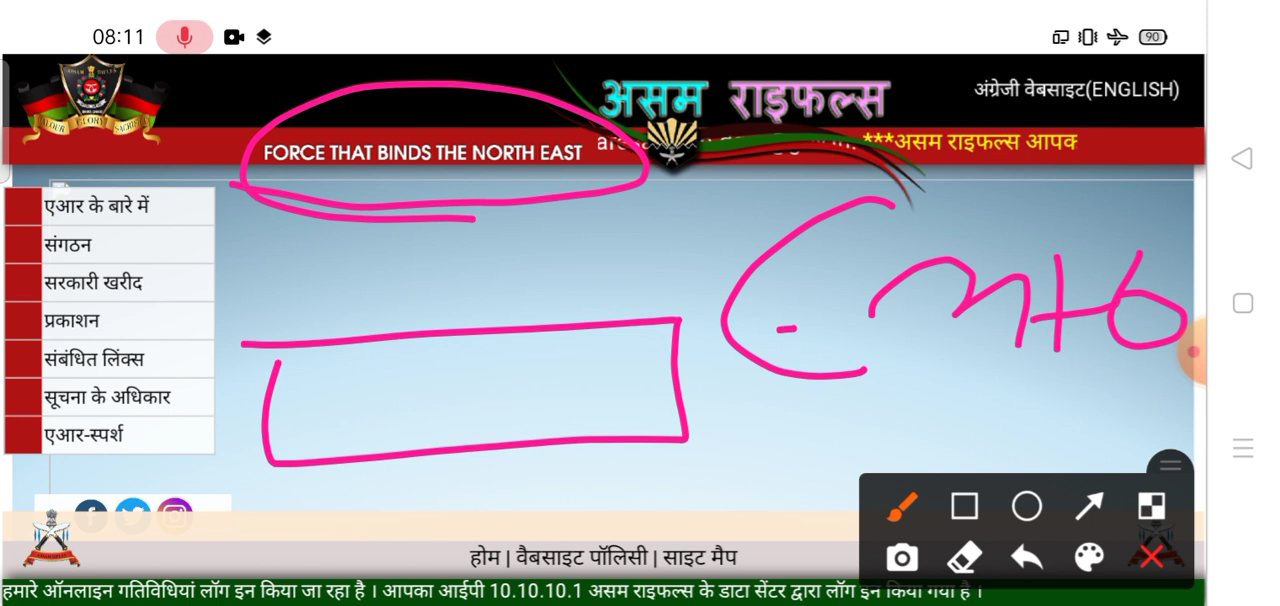 08:11
90
असम राइफल्स
अंग्रेजी वेबसाइट(ENGLISH)
FORCE THAT BINDS THE NORTH EAST
***असम राइफल्स आपक
एआर के बारे में
संगठन
सरकारी खरीद
प्रकाशन
संबंधित लिंक्स
सूचना के अधिकार
एआर-स्पर्श
होम | वैबसाइट पॉलिसी | साइट मैप
हमारे ऑनलाइन गतिविधियां लॉग इन किया जा रहा है । आपका आईपी 10.10.10.1 असम राइफल्स के डाटा सेंटर द्वारा लॉग इन किया गया है ।